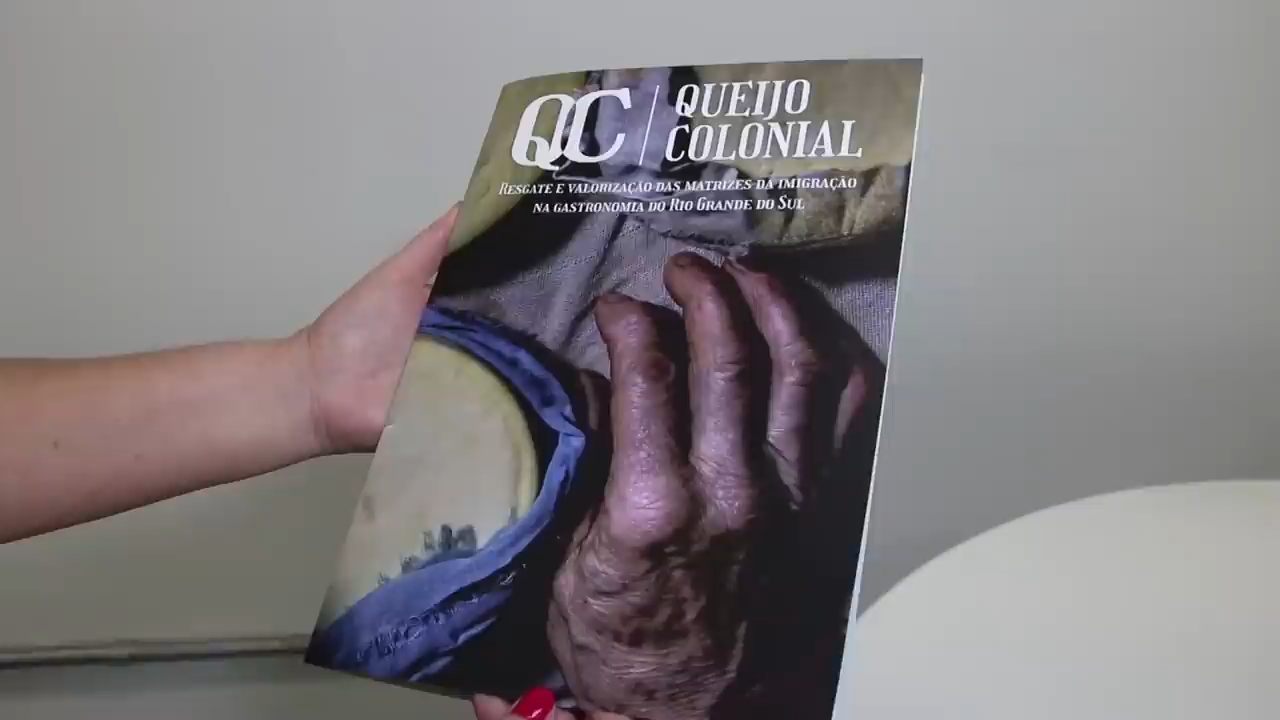 QC | QUEIJO
COLONIAL
RESGATE E VALORIZAÇÃO DAS MATRIZES DA IMIGRAÇÃO
NA GASTRONOMIA DO RIO GRANDE DO SUL